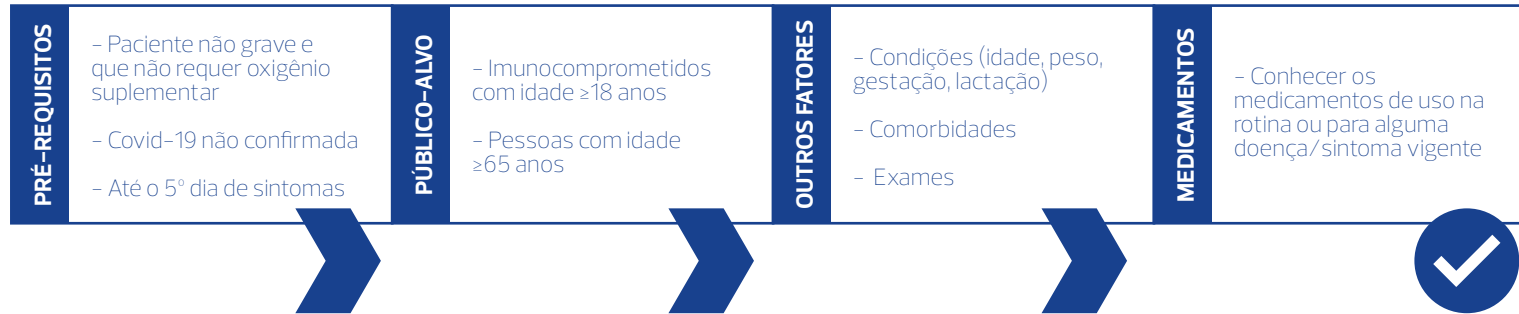 PRÉ-REQUISITOS
- Paciente não grave e
que não requer oxigênio
suplementar
- Covid-19 não confirmada
- Até o 5º dia de sintomas
PÚBLICO-ALVO
- Imunocomprometidos
com idade ≥18 anos
- Pessoas com idade
≥65 anos
OUTROS FATORES
- Condições (idade, peso,
gestação, lactação)
- Comorbidades
- Exames
MEDICAMENTOS
- Conhecer os
medicamentos de uso na
rotina ou para alguma
doença/sintoma vigente